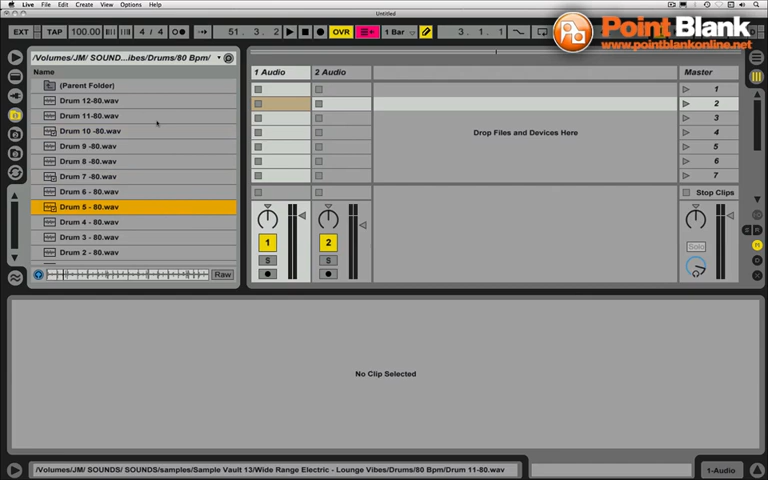 Live File Edit Create View Options Help
Untitled
EXT TAP 100.00 4 / 4 51. 3. 2 OVR 1 Bar 3. 1. 1
Point Blank
www.pointblankonline.net
/Volumes/JM/ SOUND...ibes/Drums/80 Bpm/
Name
(Parent Folder)
Drum 12-80.wav
Drum 11-80.wav
Drum 10 -80.wav
Drum 9 -80.wav
Drum 8 -80.wav
Drum 7 -80.wav
Drum 6 - 80.wav
Drum 5 - 80.wav
Drum 4 - 80.wav
Drum 3 - 80.wav
Drum 2 - 80.wav
Raw
1 Audio 2 Audio Master
1
2
3
4
5
6
7
Drop Files and Devices Here
Stop Clips
1 2
S S Solo
No Clip Selected
/Volumes/JM/ SOUNDS/ SOUNDS/samples/Sample Vault 13/Wide Range Electric - Lounge Vibes/Drums/80 Bpm/Drum 11-80.wav
1-Audio